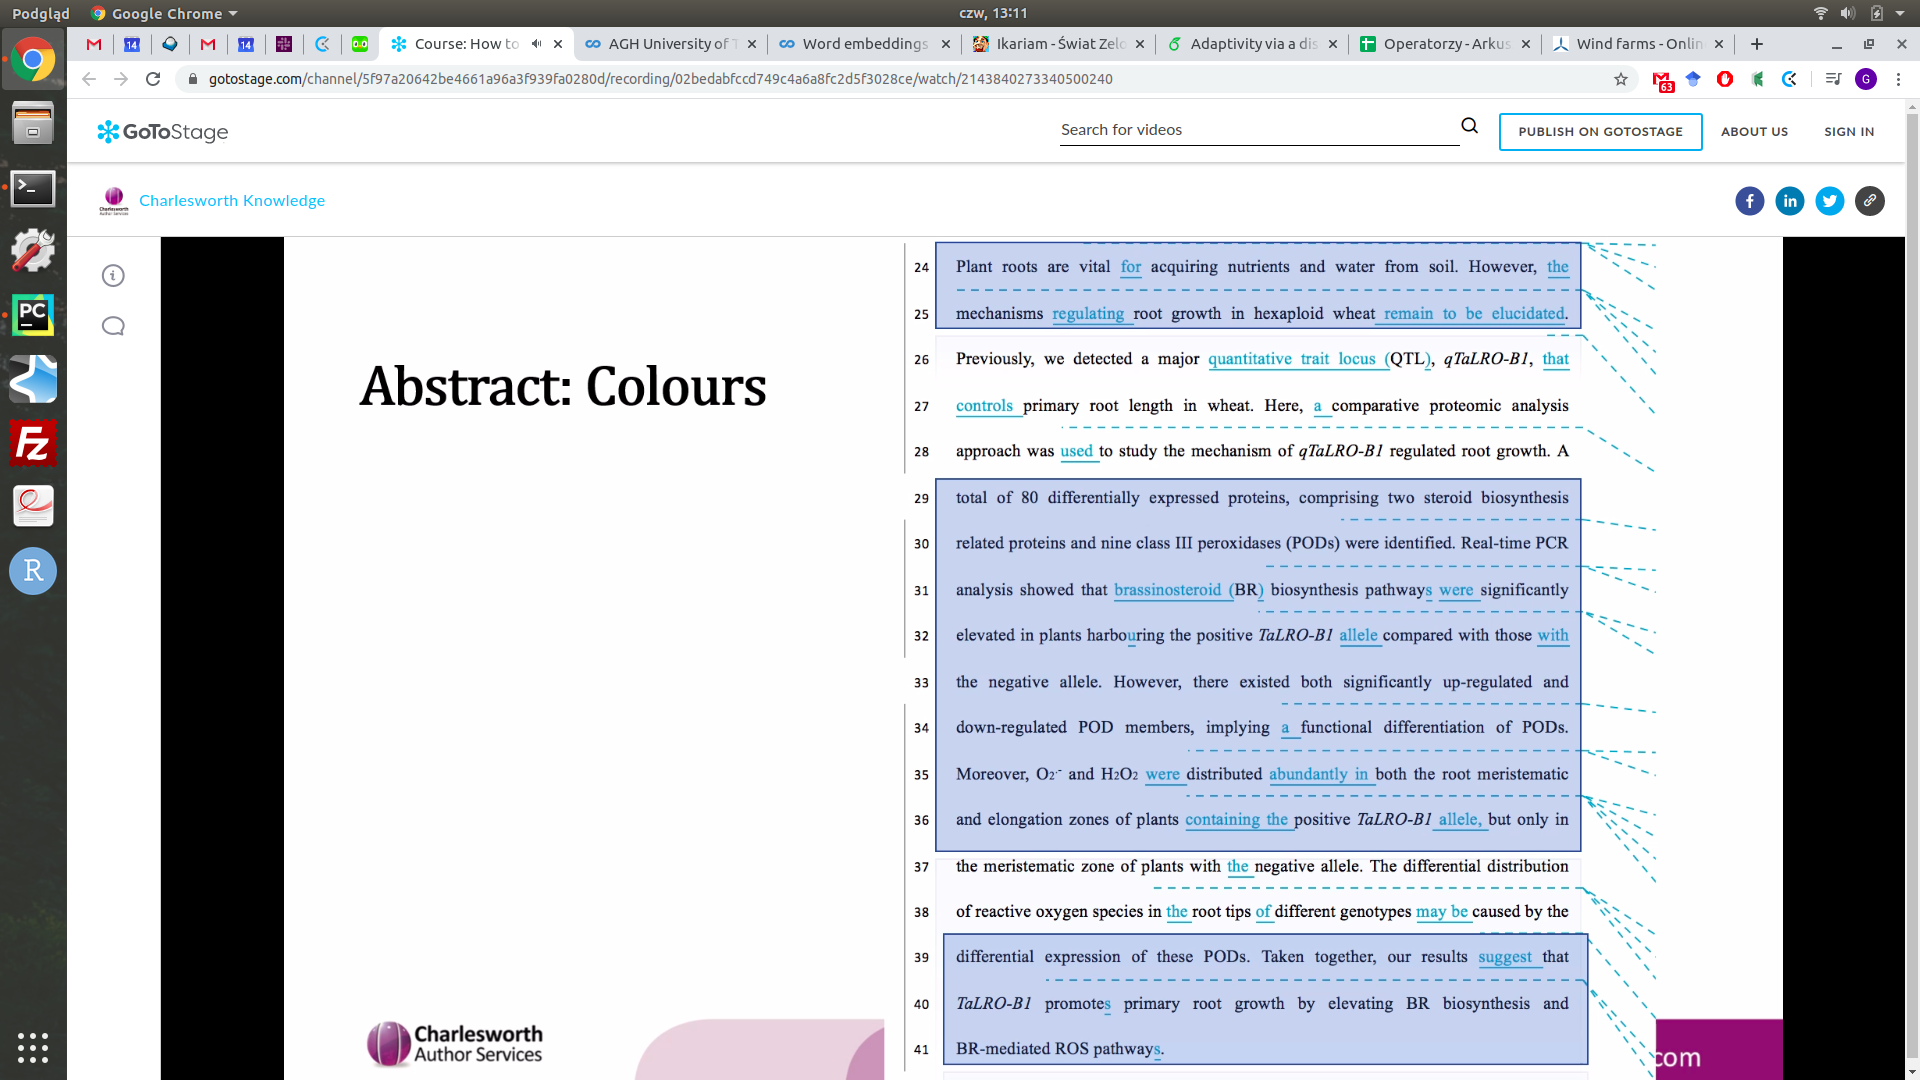 Podgląd Google Chrome czw, 13:11
14 14 Course: How to AGH University of T Word embeddings Ikariam - Świat Zelo Adaptivity via a dis Operatorzy - Arkus Wind farms - Onlin
gotostage.com/channel/5f97a20642be4661a96a3f939fa0280d/recording/02bedabfccd749c4a6a8fc2d5f3028ce/watch/2143840273340500240 63 G
GoToStage Search for videos PUBLISH ON GOTOSTAGE ABOUT US SIGN IN
Charlesworth Author Services Charlesworth Knowledge
Abstract: Colours
24 Plant roots are vital for acquiring nutrients and water from soil. However, the
25 mechanisms regulating root growth in hexaploid wheat remain to be elucidated.
26 Previously, we detected a major quantitative trait locus (QTL), qTaLRO-B1, that
27 controls primary root length in wheat. Here, a comparative proteomic analysis
28 approach was used to study the mechanism of qTaLRO-B1 regulated root growth. A
29 total of 80 differentially expressed proteins, comprising two steroid biosynthesis
30 related proteins and nine class III peroxidases (PODs) were identified. Real-time PCR
31 analysis showed that brassinosteroid (BR) biosynthesis pathways were significantly
32 elevated in plants harbouring the positive TaLRO-B1 allele compared with those with
33 the negative allele. However, there existed both significantly up-regulated and
34 down-regulated POD members, implying a functional differentiation of PODs.
35 Moreover, O2·- and H2O2 were distributed abundantly in both the root meristematic
36 and elongation zones of plants containing the positive TaLRO-B1 allele, but only in
37 the meristematic zone of plants with the negative allele. The differential distribution
38 of reactive oxygen species in the root tips of different genotypes may be caused by the
39 differential expression of these PODs. Taken together, our results suggest that
40 TaLRO-B1 promotes primary root growth by elevating BR biosynthesis and
41 BR-mediated ROS pathways.
Charlesworth
Author Services
com
PC
Fz
R